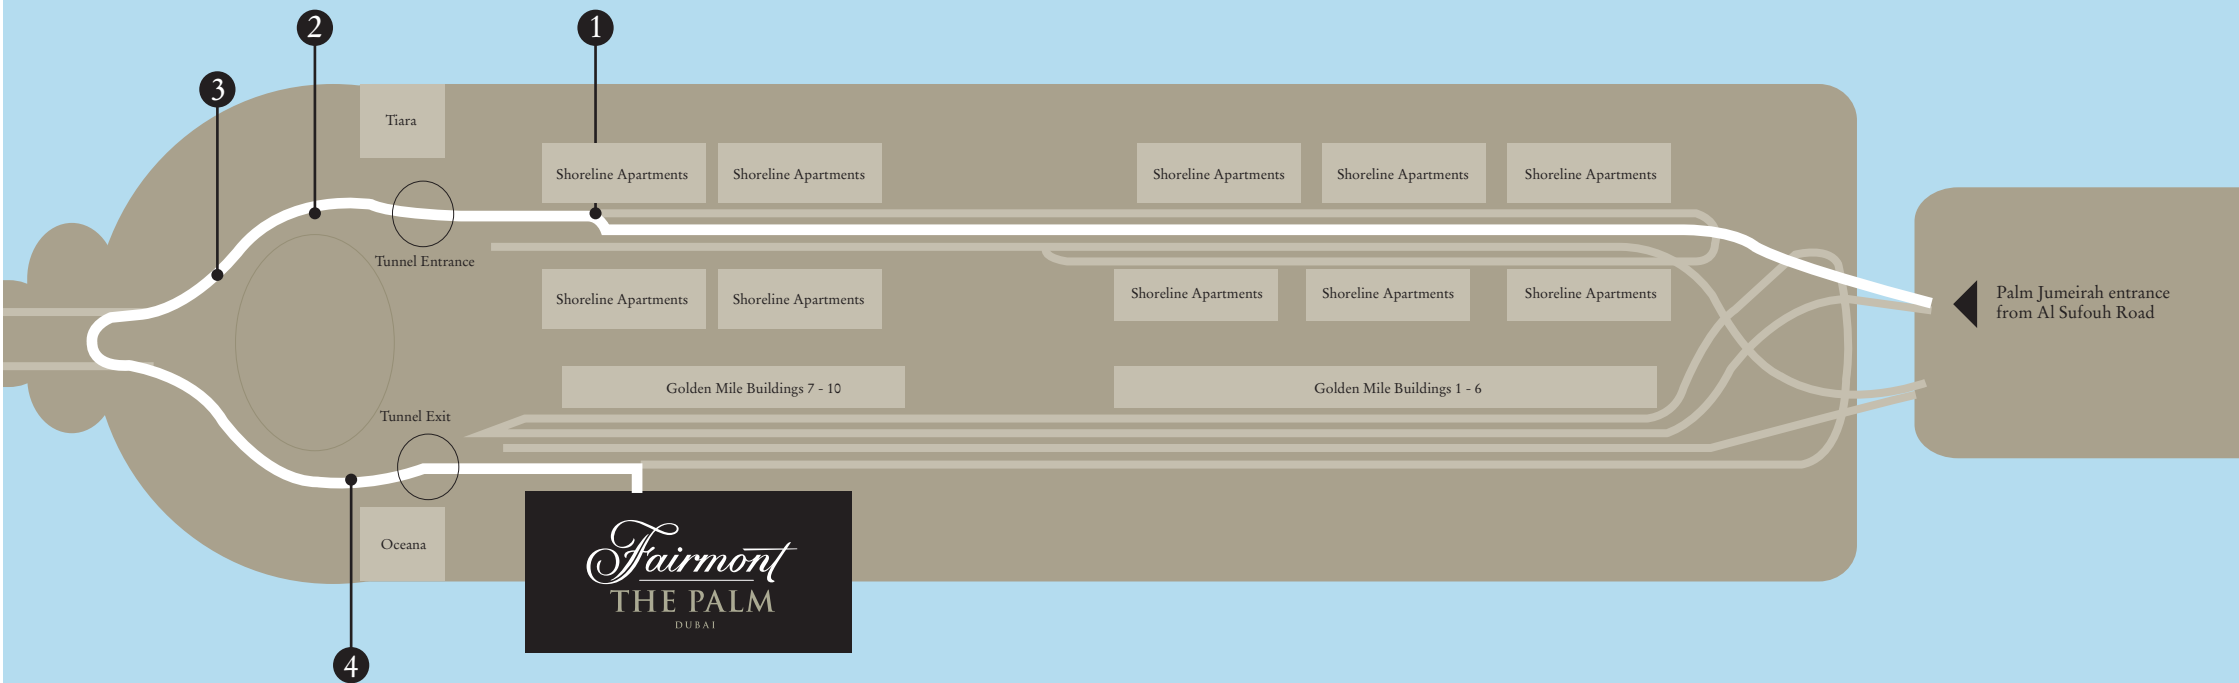 2
1
3
Tiara
Shoreline Apartments
Shoreline Apartments
Shoreline Apartments
Shoreline Apartments
Shoreline Apartments
Tunnel Entrance
Shoreline Apartments
Shoreline Apartments
Shoreline Apartments
Shoreline Apartments
Shoreline Apartments
Palm Jumeirah entrance
from Al Sufouh Road
Golden Mile Buildings 7 - 10
Golden Mile Buildings 1 - 6
Tunnel Exit
Oceana
Fairmont
THE PALM
DUBAI
4